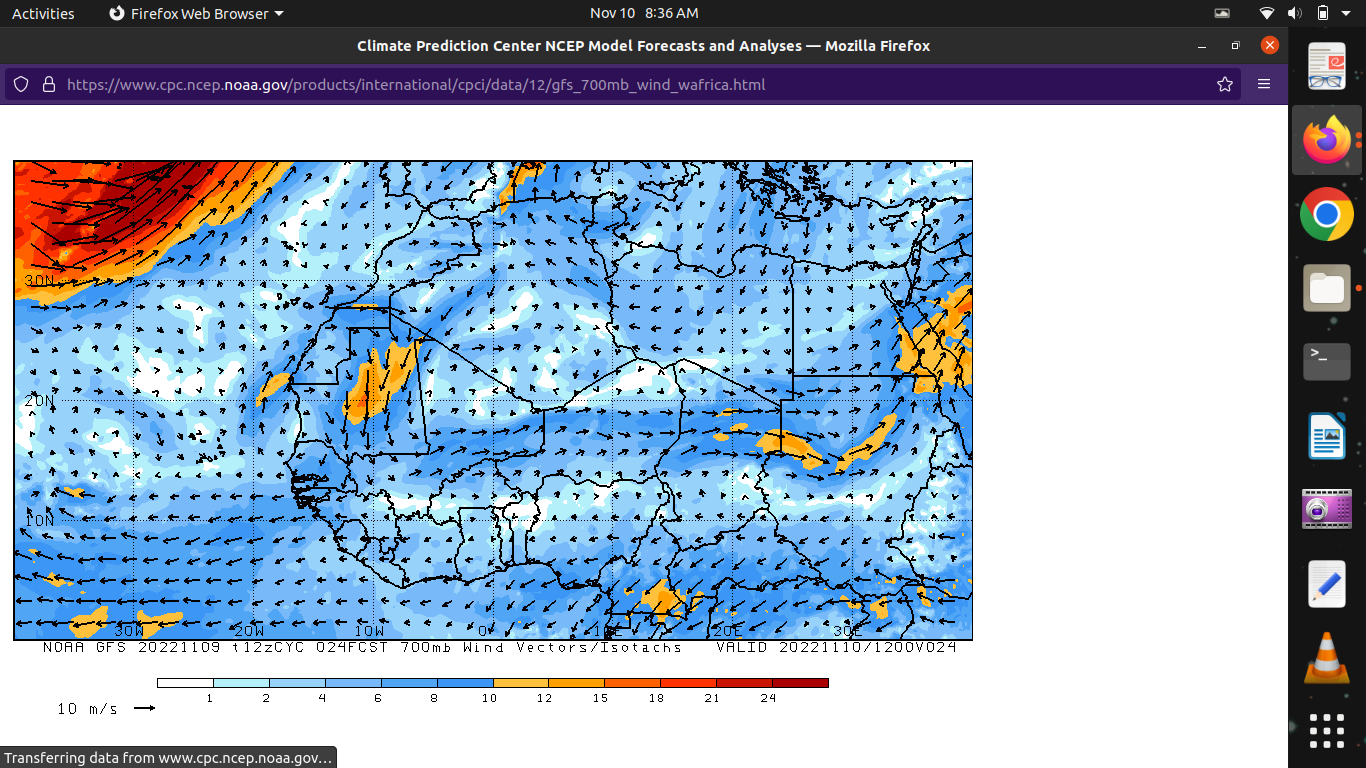 Activities Firefox Web Browser Nov 10 8:36 AM
Climate Prediction Center NCEP Model Forecasts and Analyses — Mozilla Firefox
https://www.cpc.ncep.noaa.gov/products/international/cpci/data/12/gfs_700mb_wind_wafrica.html
30N
20N
10N
30W 20W 10W 0 10E 20E 30E
NOAA GFS 20221109 t12zCYC 024FCST 700mb Wind Vectors/Isotachs VALID 20221110/1200V024
1 2 4 6 8 10 12 15 18 21 24
10 m/s
Transferring data from www.cpc.ncep.noaa.gov…